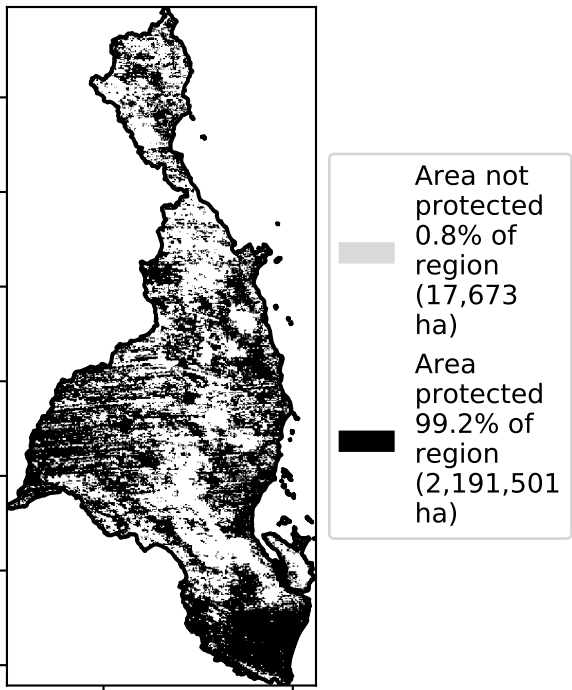 Area not
protected
0.8% of
region
(17,673
ha)
Area
protected
99.2% of
region
(2,191,501
ha)